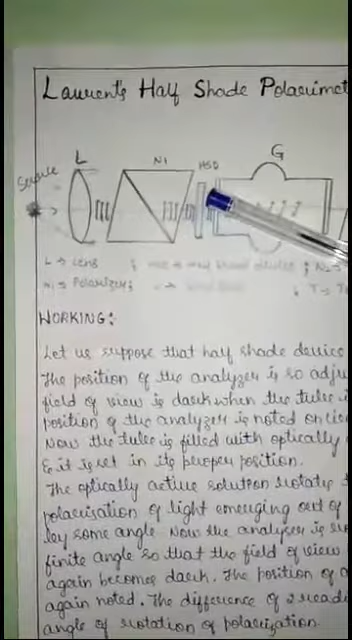 Laurent's Half Shade Polarimet
Source
L
N1
HSD
G
L → Lens
N1 → Polarizer;
; N2 →
; T →
WORKING:
Let us suppose that half shade device
The position of the analyzer is so adju
field of view is dark when the tube i
position of the analyzer is noted on
Now the tube is filled with optically
& it is set in its proper position.
The optically active solution rotates
polarisation of light emerging out of
by some angle. Now the analyser is
finite angle so that the field of view
again becomes dark. The position of a
again noted. The difference of 2 read
angle of rotation of polarization.